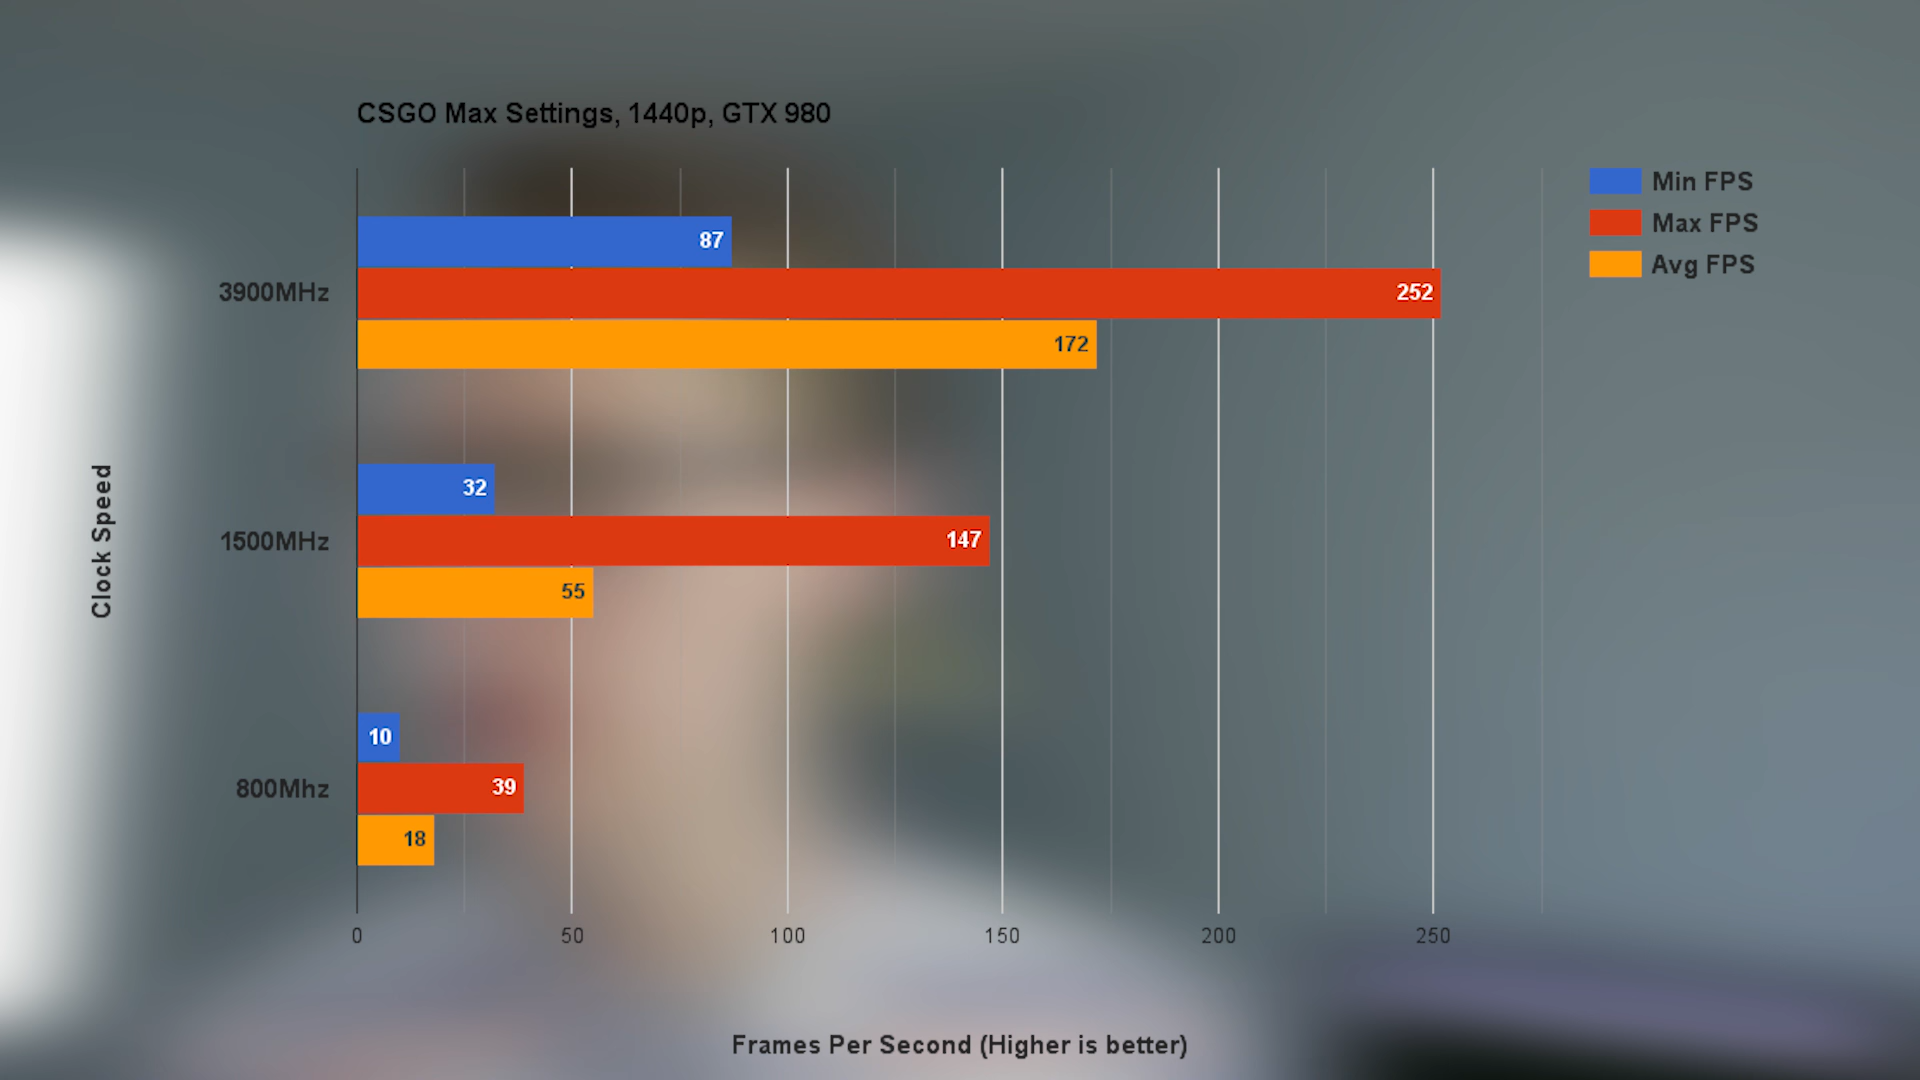 CSGO Max Settings, 1440p, GTX 980
Min FPS
Max FPS
Avg FPS
Clock Speed
3900MHz
87
252
172
1500MHz
32
147
55
800Mhz
10
39
18
0 50 100 150 200 250
Frames Per Second (Higher is better)